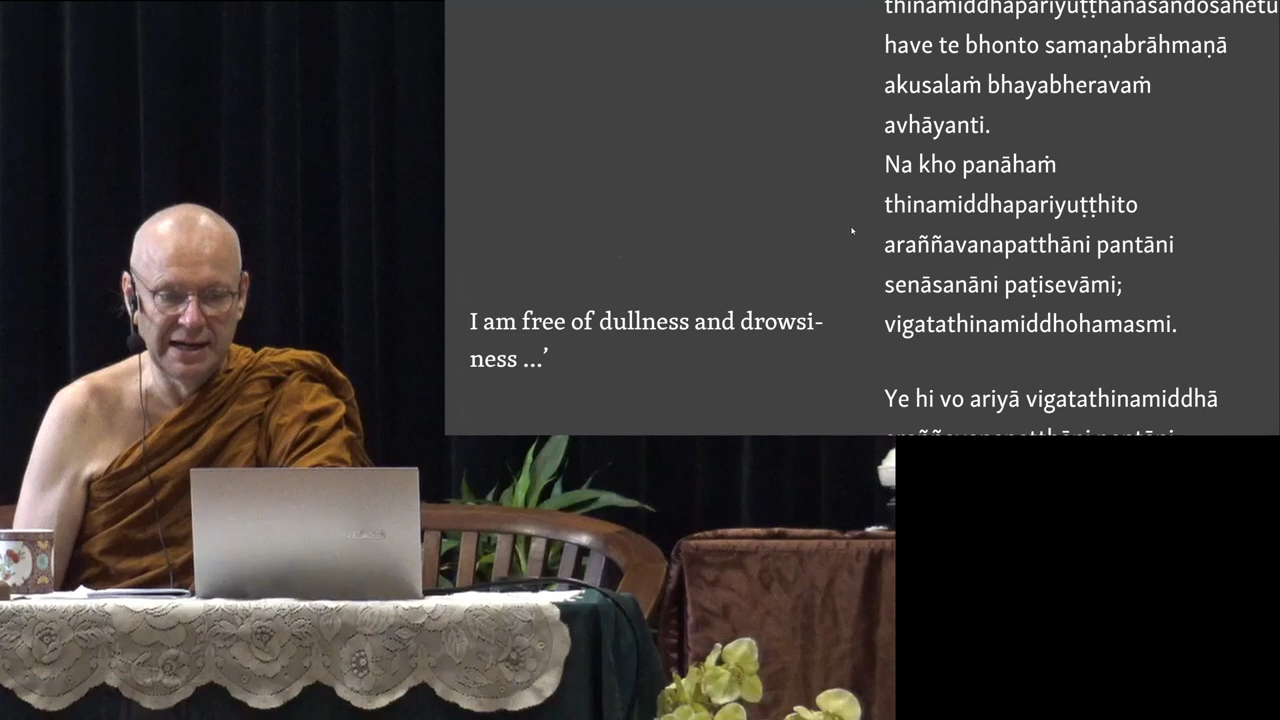 I am free of dullness and drowsi-
ness …’
thinamiddhapariyuṭṭhānasandosahetu
have te bhonto samaṇabrāhmaṇā
akusalaṁ bhayabheravaṁ
avhāyanti.
Na kho panāhaṁ
thinamiddhapariyuṭṭhito
araññavanapatthāni pantāni
senāsanāni paṭisevāmi;
vigatathinamiddhohamasmi.
Ye hi vo ariyā vigatathinamiddhā